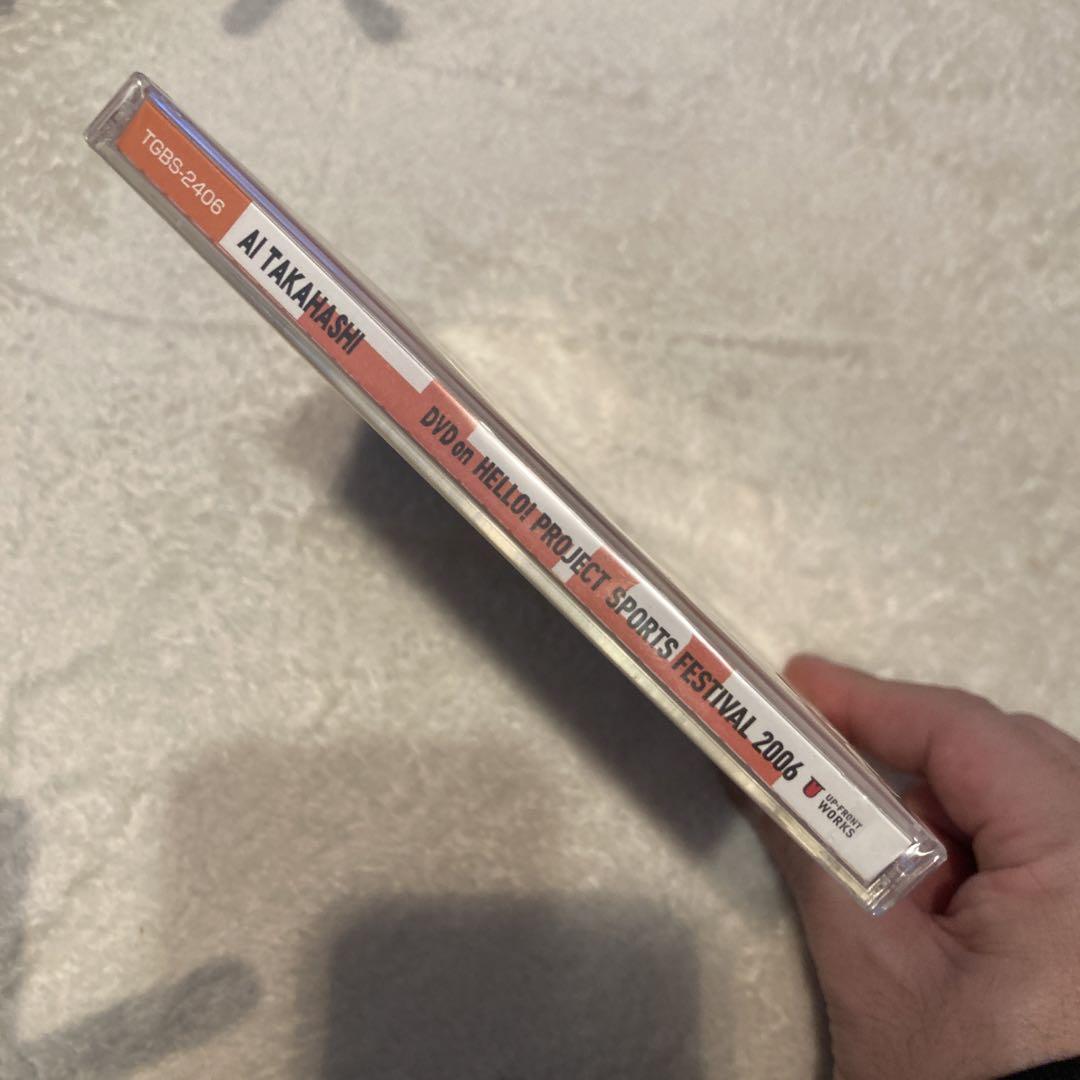 TGBS-2406
AI TAKAHASHI
DVD on HELLO! PROJECT SPORTS FESTIVAL 2006
UP-FRONT
WORKS